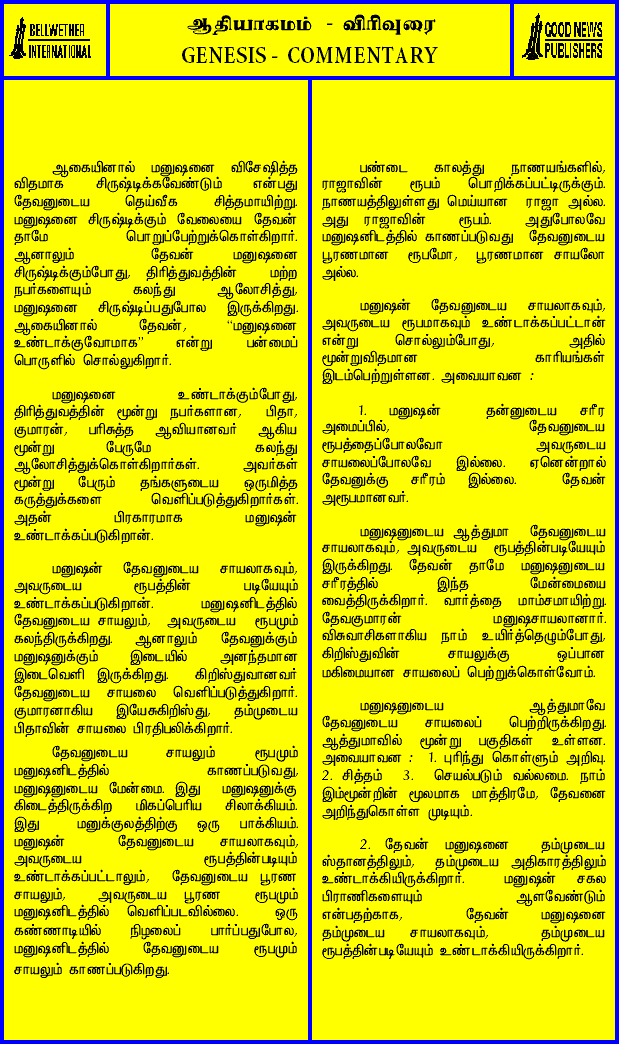 BELLWETHER
INTERNATIONAL
ஆதியாகமம் - விரிவுரை
GENESIS - COMMENTARY
GOOD NEWS
PUBLISHERS
ஆகையினால் மனுஷனை விசேஷித்த
விதமாக சிருஷ்டிக்கவேண்டும் என்பது
தேவனுடைய தெய்வீக சித்தமாயிற்று.
மனுஷனை சிருஷ்டிக்கும் வேலையை தேவன்
தாமே பொறுப்பேற்றுக்கொள்கிறார்.
ஆனாலும் தேவன் மனுஷனை
சிருஷ்டிக்கும்போது, திரித்துவத்தின் மற்ற
நபர்களையும் கலந்து ஆலோசித்து,
மனுஷனை சிருஷ்டிப்பதுபோல இருக்கிறது.
ஆகையினால் தேவன், “மனுஷனை
உண்டாக்குவோமாக” என்று பன்மைப்
பொருளில் சொல்லுகிறார்.
மனுஷனை உண்டாக்கும்போது,
திரித்துவத்தின் மூன்று நபர்களான, பிதா,
குமாரன், பரிசுத்த ஆவியானவர் ஆகிய
மூன்று பேருமே கலந்து
ஆலோசித்துக்கொள்கிறார்கள். அவர்கள்
மூன்று பேரும் தங்களுடைய ஒருமித்த
கருத்துக்களை வெளிப்படுத்துகிறார்கள்.
அதன் பிரகாரமாக மனுஷன்
உண்டாக்கப்படுகிறான்.
மனுஷன் தேவனுடைய சாயலாகவும்,
அவருடைய ரூபத்தின் படியேயும்
உண்டாக்கப்படுகிறான். மனுஷனிடத்தில்
தேவனுடைய சாயலும், அவருடைய ரூபமும்
கலந்திருக்கிறது. ஆனாலும் தேவனுக்கும்
மனுஷனுக்கும் இடையில் அனந்தமான
இடைவெளி இருக்கிறது. கிறிஸ்துவானவர்
தேவனுடைய சாயலை வெளிப்படுத்துகிறார்.
குமாரனாகிய இயேசுகிறிஸ்து, தம்முடைய
பிதாவின் சாயலை பிரதிபலிக்கிறார்.
தேவனுடைய சாயலும் ரூபமும்
மனுஷனிடத்தில் காணப்படுவது,
மனுஷனுடைய மேன்மை. இது மனுஷனுக்கு
கிடைத்திருக்கிற மிகப்பெரிய சிலாக்கியம்.
இது மனுக்குலத்திற்கு ஒரு பாக்கியம்.
மனுஷன் தேவனுடைய சாயலாகவும்,
அவருடைய ரூபத்தின்படியும்
உண்டாக்கப்பட்டாலும், தேவனுடைய பூரண
சாயலும், அவருடைய பூரண ரூபமும்
மனுஷனிடத்தில் வெளிப்படவில்லை. ஒரு
கண்ணாடியில் நிழலைப் பார்ப்பதுபோல,
மனுஷனிடத்தில் தேவனுடைய ரூபமும்
சாயலும் காணப்படுகிறது.
பண்டை காலத்து நாணயங்களில்,
ராஜாவின் ரூபம் பொறிக்கப்பட்டிருக்கும்.
நாணயத்திலுள்ளது மெய்யான ராஜா அல்ல.
அது ராஜாவின் ரூபம். அதுபோலவே
மனுஷனிடத்தில் காணப்படுவது தேவனுடைய
பூரணமான ரூபமோ, பூரணமான சாயலோ
அல்ல.
மனுஷன் தேவனுடைய சாயலாகவும்,
அவருடைய ரூபமாகவும் உண்டாக்கப்பட்டான்
என்று சொல்லும்போது, அதில்
மூன்றுவிதமான காரியங்கள்
இடம்பெற்றுள்ளன. அவையாவன :
1. மனுஷன் தன்னுடைய சரீர
அமைப்பில், தேவனுடைய
ரூபத்தைப்போலவோ அவருடைய
சாயலைப்போலவே இல்லை. ஏனென்றால்
தேவனுக்கு சரீரம் இல்லை. தேவன்
அரூபமானவர்.
மனுஷனுடைய ஆத்துமா தேவனுடைய
சாயலாகவும், அவருடைய ரூபத்தின்படியேயும்
இருக்கிறது. தேவன் தாமே மனுஷனுடைய
சரீரத்தில் இந்த மேன்மையை
வைத்திருக்கிறார். வார்த்தை மாம்சமாயிற்று.
தேவகுமாரன் மனுஷசாயலானார்.
விசுவாசிகளாகிய நாம் உயிர்த்தெழும்போது,
கிறிஸ்துவின் சாயலுக்கு ஒப்பான
மகிமையான சாயலைப் பெற்றுக்கொள்வோம்.
மனுஷனுடைய ஆத்துமாவே
தேவனுடைய சாயலைப் பெற்றிருக்கிறது.
ஆத்துமாவில் மூன்று பகுதிகள் உள்ளன.
அவையாவன : 1. புரிந்து கொள்ளும் அறிவு.
2. சித்தம் 3. செயல்படும் வல்லமை. நாம்
இம்மூன்றின் மூலமாக மாத்திரமே, தேவனை
அறிந்துகொள்ள முடியும்.
2. தேவன் மனுஷனை தம்முடைய
ஸ்தானத்திலும், தம்முடைய அதிகாரத்திலும்
உண்டாக்கியிருக்கிறார். மனுஷன் சகல
பிராணிகளையும் ஆளவேண்டும்
என்பதற்காக, தேவன் மனுஷனை
தம்முடைய சாயலாகவும், தம்முடைய
ரூபத்தின்படியேயும் உண்டாக்கியிருக்கிறார்.